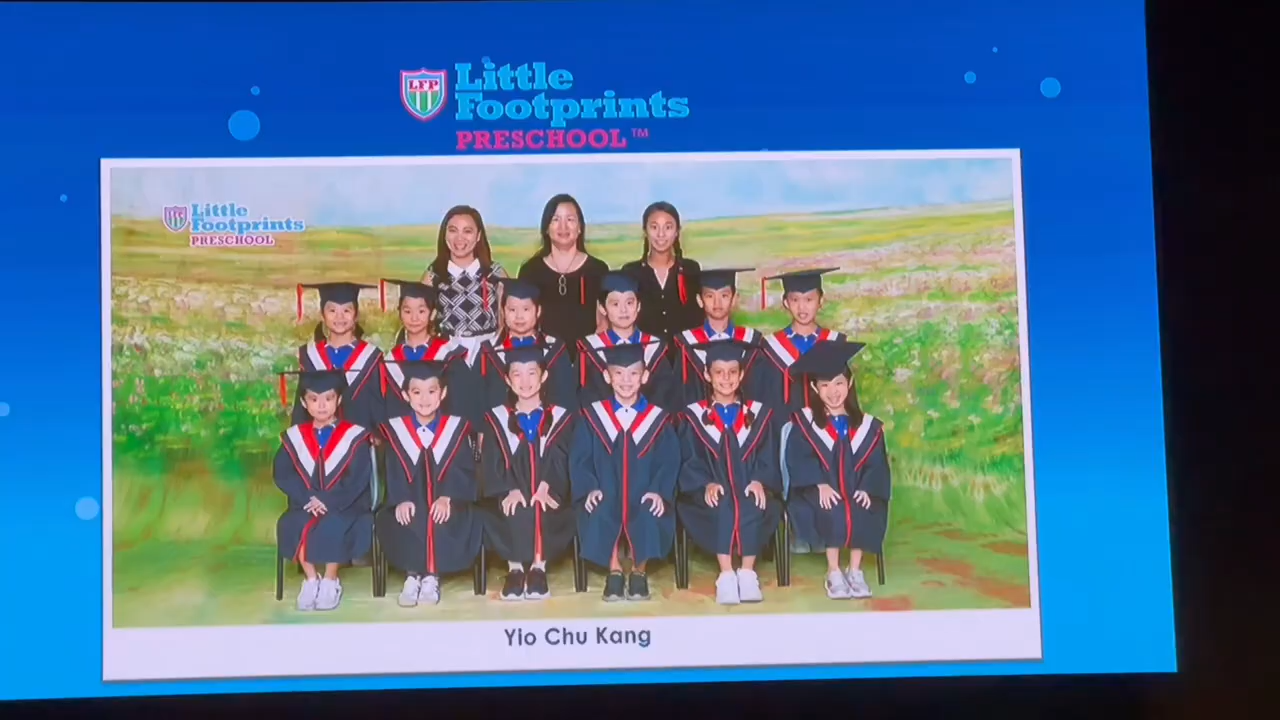 LFP
Little
Footprints
PRESCHOOL™
Little
Footprints
PRESCHOOL
Yio Chu Kang